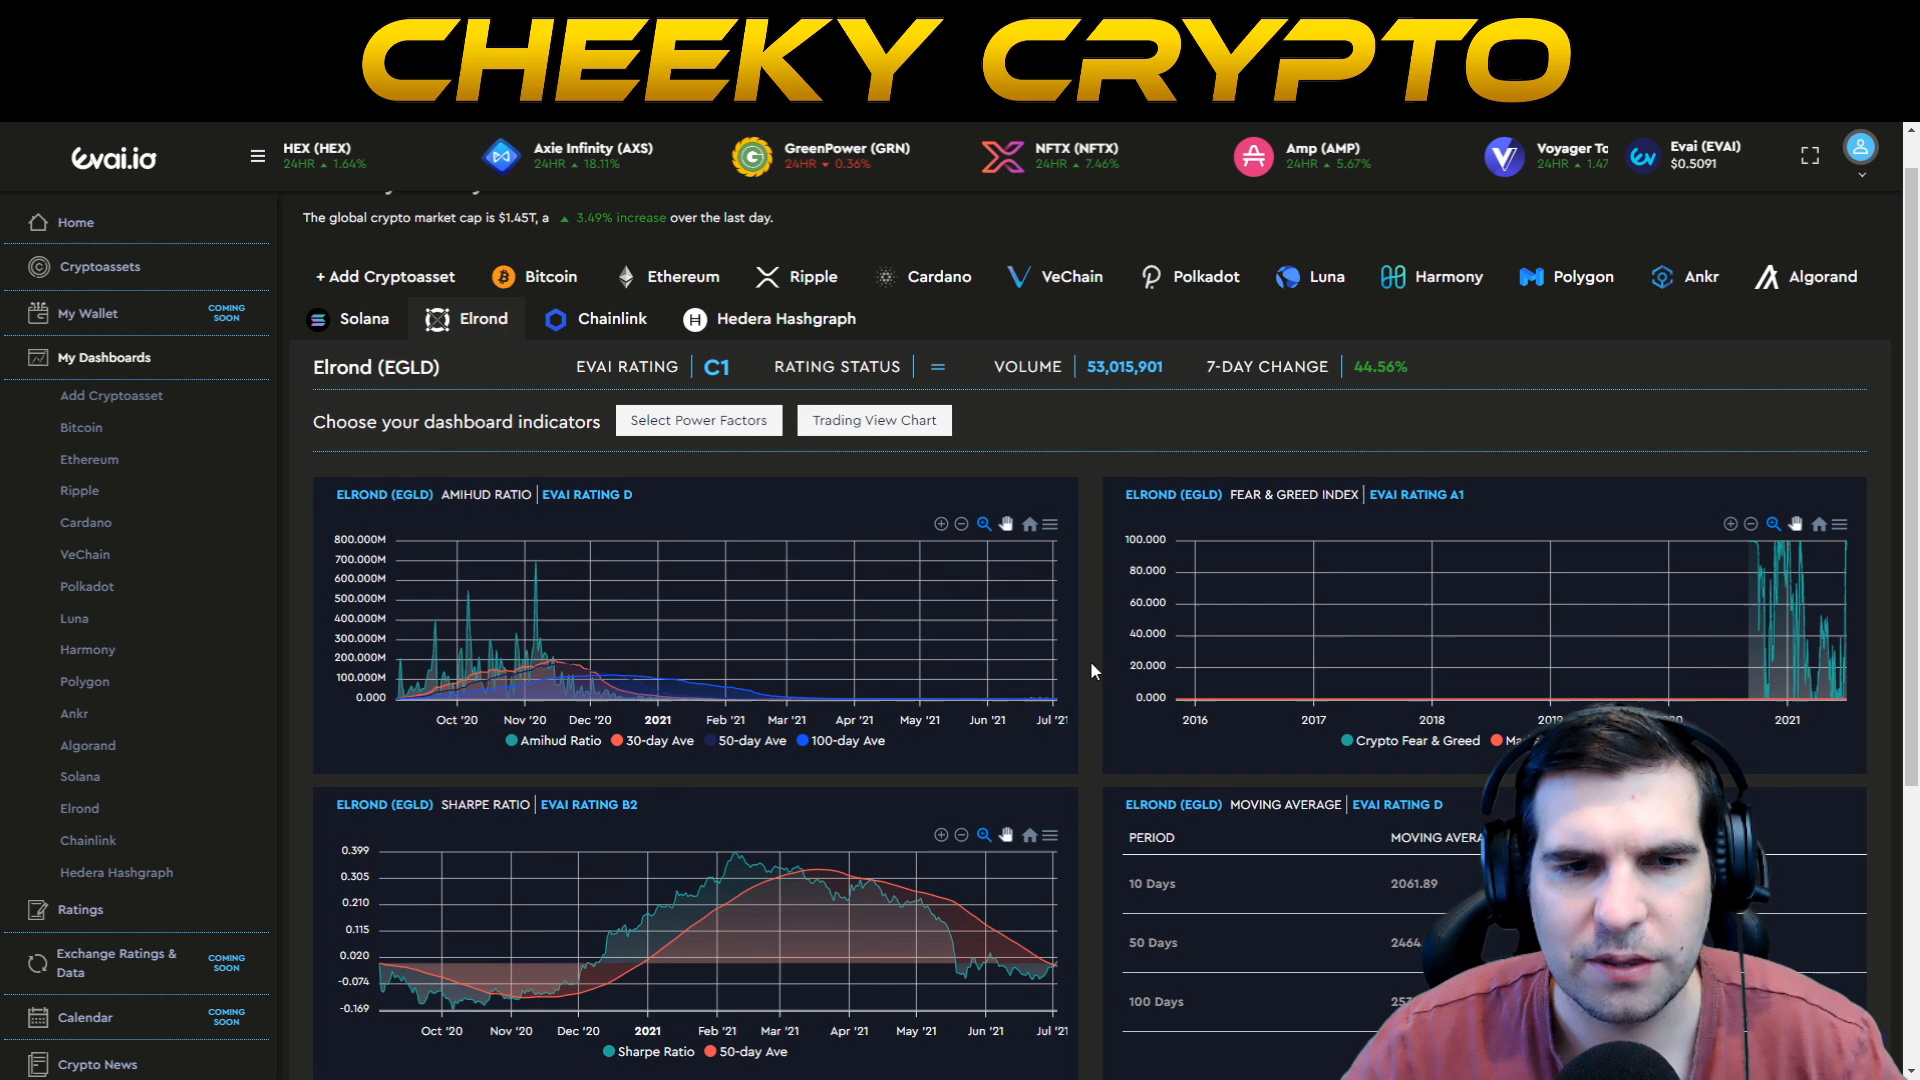 CHEEKY CRYPTO
evai.io
HEX (HEX)
24HR ▲ 1.64%
Axie Infinity (AXS)
24HR ▲ 18.11%
GreenPower (GRN)
24HR ▼ 0.36%
NFTX (NFTX)
24HR ▲ 7.46%
Amp (AMP)
24HR ▲ 5.67%
Voyager To
24HR ▲ 1.47
Evai (EVAI)
$0.5091
The global crypto market cap is $1.45T, a ▲ 3.49% increase over the last day.
+ Add Cryptoasset Bitcoin Ethereum Ripple Cardano VeChain Polkadot Luna Harmony Polygon Ankr Algorand
Solana Elrond Chainlink Hedera Hashgraph
Home
Cryptoassets
My Wallet COMING SOON
My Dashboards
Add Cryptoasset
Bitcoin
Ethereum
Ripple
Cardano
VeChain
Polkadot
Luna
Harmony
Polygon
Ankr
Algorand
Solana
Elrond
Chainlink
Hedera Hashgraph
Ratings
Exchange Ratings & Data COMING SOON
Calendar COMING SOON
Crypto News
Elrond (EGLD) EVAI RATING C1 RATING STATUS = VOLUME 53,015,901 7-DAY CHANGE 44.56%
Choose your dashboard indicators Select Power Factors Trading View Chart
ELROND (EGLD) AMIHUD RATIO EVAI RATING D
800.000M
700.000M
600.000M
500.000M
400.000M
300.000M
200.000M
100.000M
0.000
Oct '20 Nov '20 Dec '20 2021 Feb '21 Mar '21 Apr '21 May '21 Jun '21 Jul '21
Amihud Ratio 30-day Ave 50-day Ave 100-day Ave
ELROND (EGLD) FEAR & GREED INDEX EVAI RATING A1
100.000
80.000
60.000
40.000
20.000
0.000
2016 2017 2018 2019 2021
Crypto Fear & Greed
ELROND (EGLD) SHARPE RATIO EVAI RATING B2
0.399
0.305
0.210
0.115
0.020
-0.074
-0.169
Oct '20 Nov '20 Dec '20 2021 Feb '21 Mar '21 Apr '21 May '21 Jun '21 Jul '21
Sharpe Ratio 50-day Ave
ELROND (EGLD) MOVING AVERAGE EVAI RATING D
PERIOD MOVING AVERA
10 Days 2061.89
50 Days 2464
100 Days